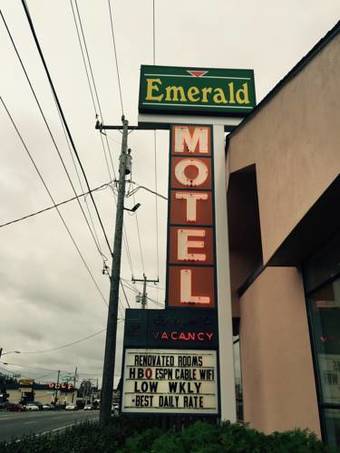 Emerald
MOTEL
VACANCY
RENOVATED ROOMS
HBO ESPN CABLE WIFI
LOW WKLY
*BEST DAILY RATE